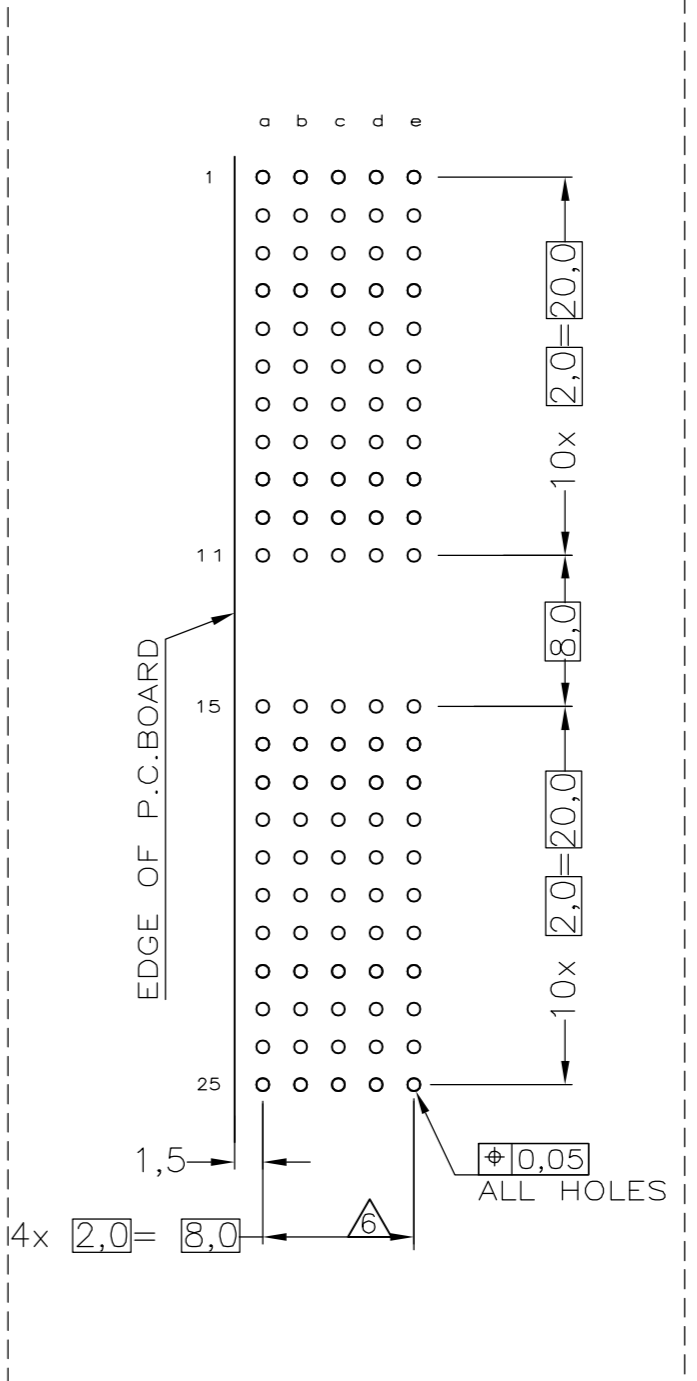 a b c d e
1
10x 2,0=20,0
11
8,0
EDGE OF P.C.BOARD
15
10x 2,0=20,0
25
1,5
⌖ 0,05
ALL HOLES
6
4x 2,0= 8,0